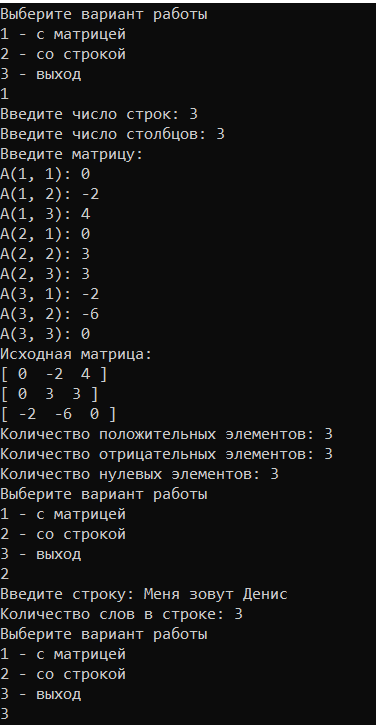 Выберите вариант работы
1 - с матрицей
2 - со строкой
3 - выход
1
Введите число строк: 3
Введите число столбцов: 3
Введите матрицу:
A(1, 1): 0
A(1, 2): -2
A(1, 3): 4
A(2, 1): 0
A(2, 2): 3
A(2, 3): 3
A(3, 1): -2
A(3, 2): -6
A(3, 3): 0
Исходная матрица:
[ 0  -2  4 ]
[ 0  3  3 ]
[ -2  -6  0 ]
Количество положительных элементов: 3
Количество отрицательных элементов: 3
Количество нулевых элементов: 3
Выберите вариант работы
1 - с матрицей
2 - со строкой
3 - выход
2
Введите строку: Меня зовут Денис
Количество слов в строке: 3
Выберите вариант работы
1 - с матрицей
2 - со строкой
3 - выход
3